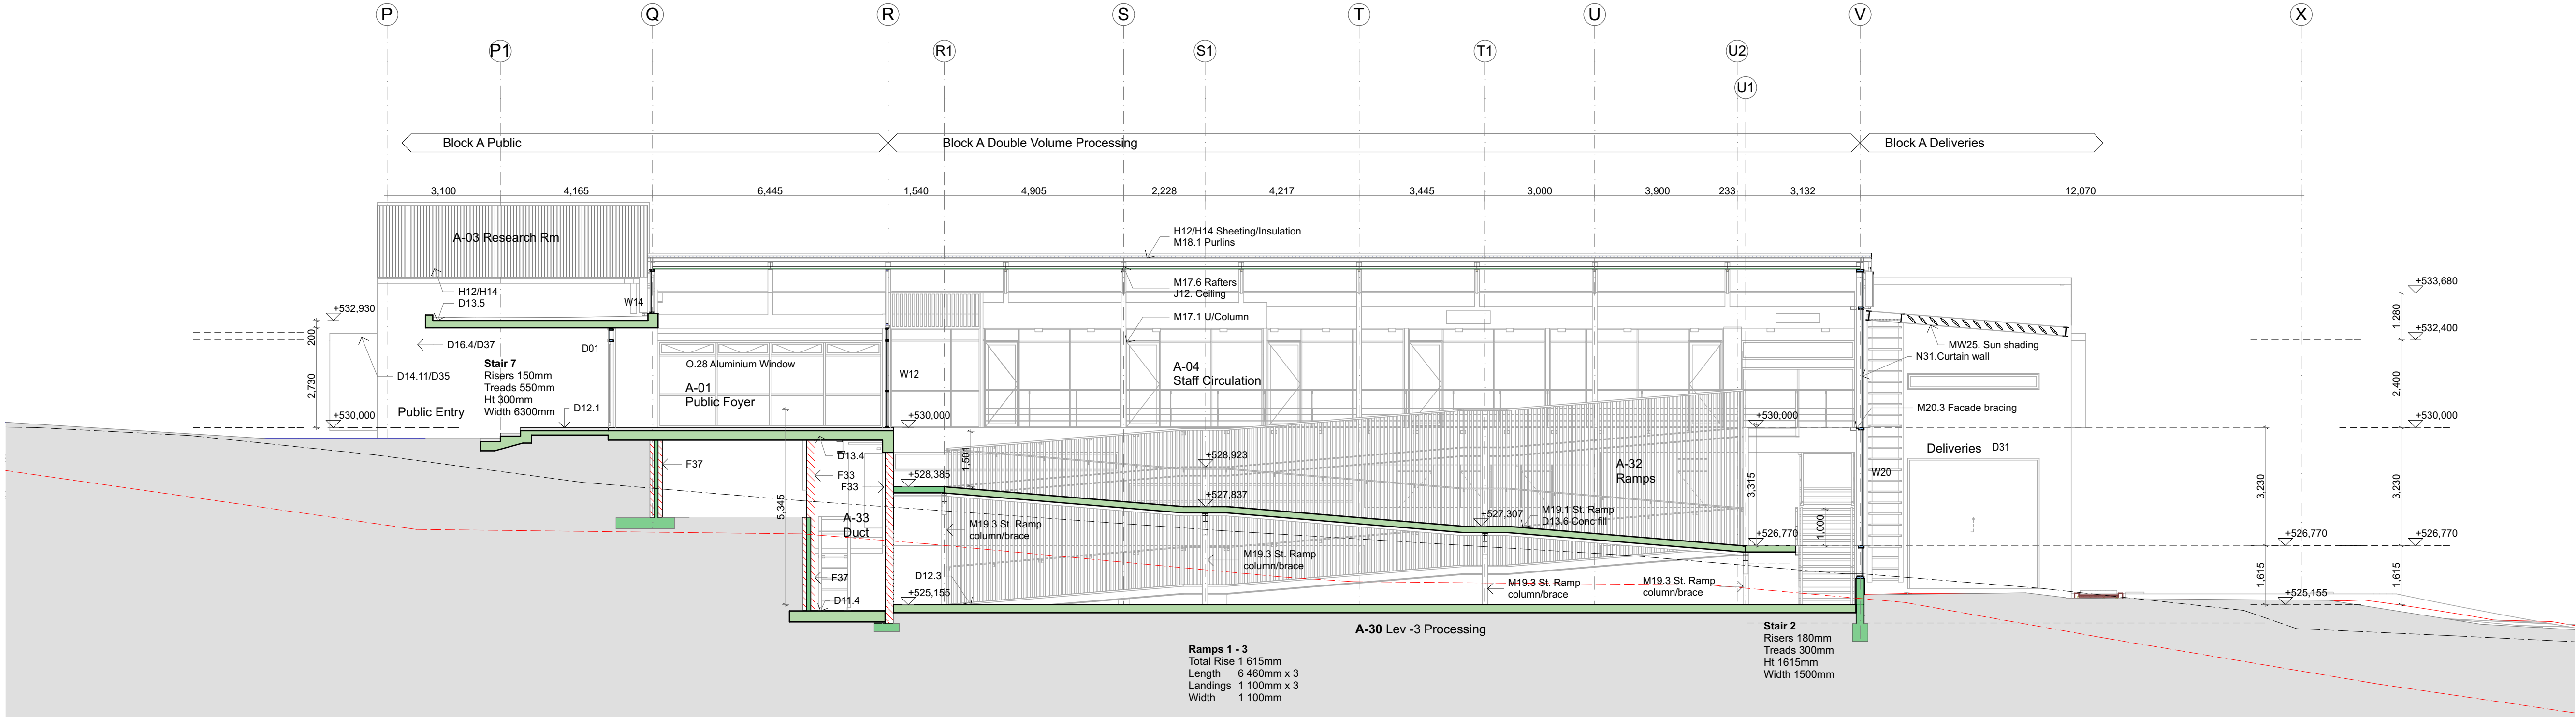 P
Q
R
S
T
U
V
X
P1
R1
S1
T1
U2
U1
Block A Public
Block A Double Volume Processing
Block A Deliveries
3,100
4,165
6,445
1,540
4,905
2,228
4,217
3,445
3,000
3,900
233
3,132
12,070
A-03 Research Rm
H12/H14 Sheeting/Insulation
M18.1 Purlins
H12/H14
D13.5
W14
M17.6 Rafters
J12. Ceiling
+533,680
+532,930
M17.1 U/Column
1,280
200
+532,400
D16.4/D37
D01
MW25. Sun shading
N31.Curtain wall
Stair 7
Risers 150mm
Treads 550mm
Ht 300mm
Width 6300mm
D14.11/D35
O.28 Aluminium Window
W12
A-01
Public Foyer
A-04
Staff Circulation
2,730
2,400
Public Entry
D12.1
M20.3 Facade bracing
+530,000
+530,000
+530,000
+530,000
D13.4
1,501
+528,923
Deliveries
D31
F37
F33
F33
+528,385
A-32
Ramps
W20
3,315
3,230
3,230
5,345
+527,837
A-33
Duct
M19.3 St. Ramp
column/brace
+527,307
M19.1 St. Ramp
D13.6 Conc fill
1,000
+526,770
+526,770
+526,770
M19.3 St. Ramp
column/brace
F37
D12.3
M19.3 St. Ramp
column/brace
M19.3 St. Ramp
column/brace
1,615
1,615
D11.4
+525,155
+525,155
A-30 Lev -3 Processing
Stair 2
Risers 180mm
Treads 300mm
Ht 1615mm
Width 1500mm
Ramps 1 - 3
Total Rise 1 615mm
Length 6 460mm x 3
Landings 1 100mm x 3
Width 1 100mm